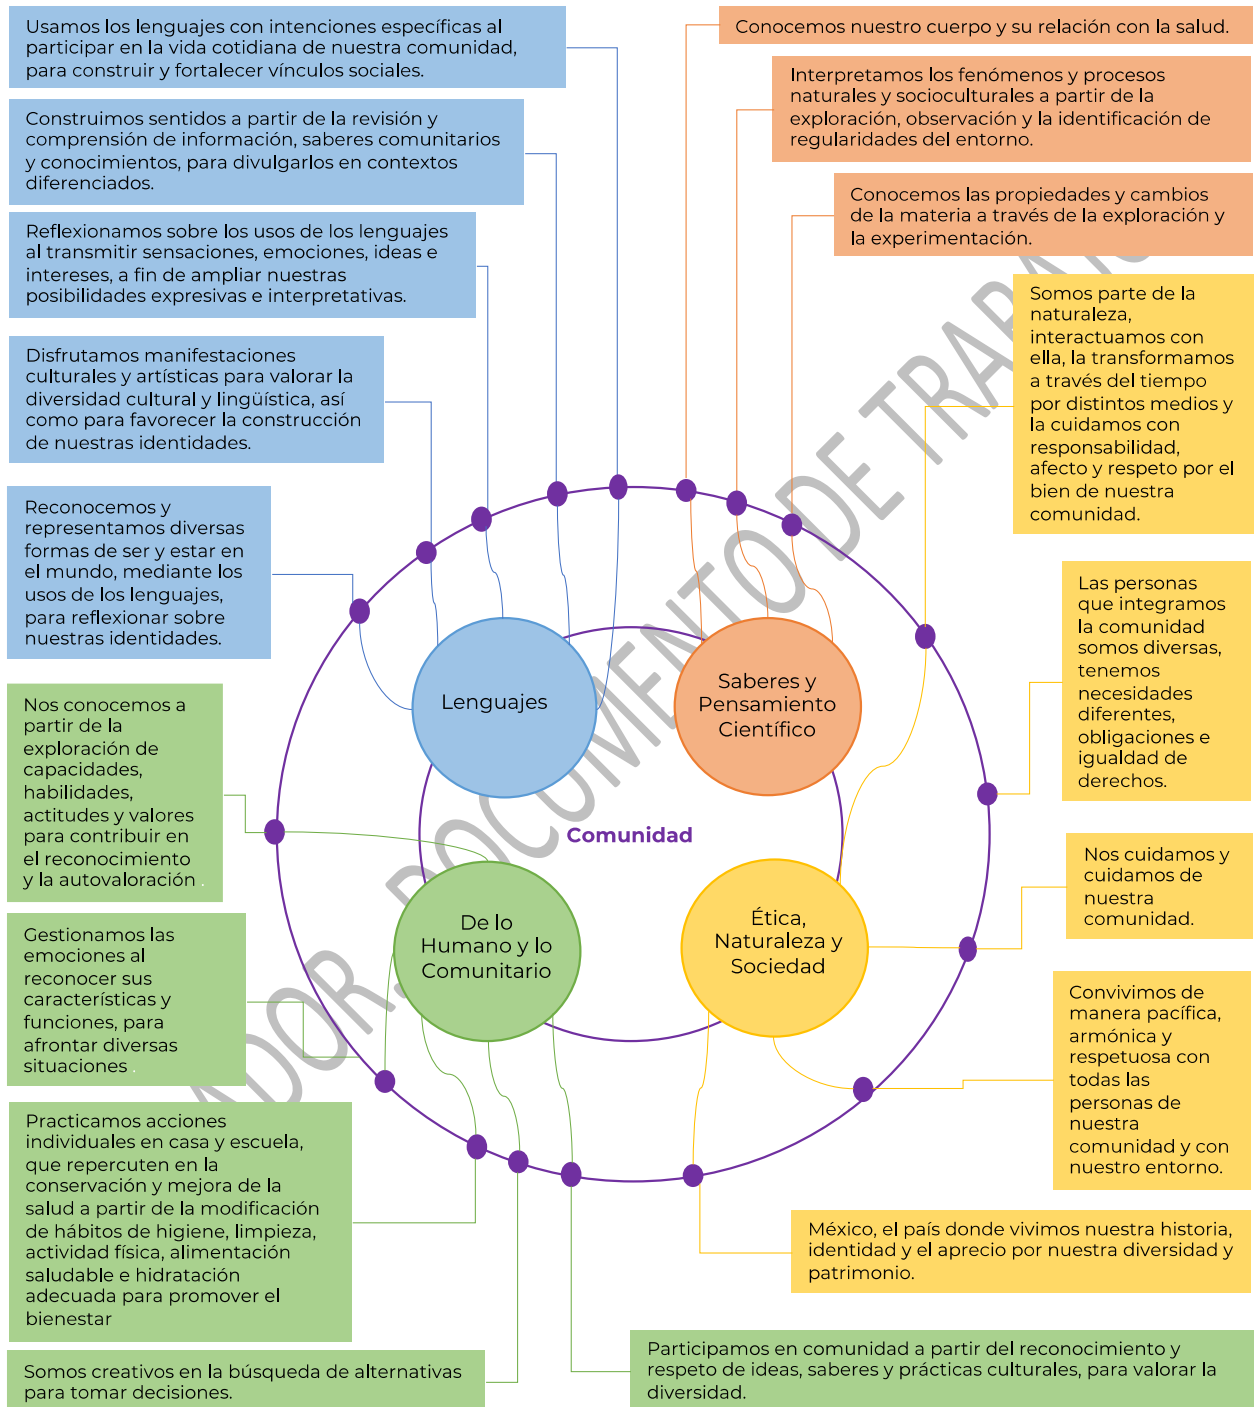 Usamos los lenguajes con intenciones específicas al
participar en la vida cotidiana de nuestra comunidad,
para construir y fortalecer vínculos sociales.
Construimos sentidos a partir de la revisión y
comprensión de información, saberes comunitarios
y conocimientos, para divulgarlos en contextos
diferenciados.
Reflexionamos sobre los usos de los lenguajes
al transmitir sensaciones, emociones, ideas e
intereses, a fin de ampliar nuestras
posibilidades expresivas e interpretativas.
Disfrutamos manifestaciones
culturales y artísticas para valorar la
diversidad cultural y lingüística, así
como para favorecer la construcción
de nuestras identidades.
Reconocemos y
representamos diversas
formas de ser y estar en
el mundo, mediante los
usos de los lenguajes,
para reflexionar sobre
nuestras identidades.
Conocemos nuestro cuerpo y su relación con la salud.
Interpretamos los fenómenos y procesos
naturales y socioculturales a partir de la
exploración, observación y la identificación de
regularidades del entorno.
Conocemos las propiedades y cambios
de la materia a través de la exploración y
la experimentación.
Somos parte de la
naturaleza,
interactuamos con
ella, la transformamos
a través del tiempo
por distintos medios y
la cuidamos con
responsabilidad,
afecto y respeto por el
bien de nuestra
comunidad.
Las personas
que integramos
la comunidad
somos diversas,
tenemos
necesidades
diferentes,
obligaciones e
igualdad de
derechos.
Nos cuidamos y
cuidamos de
nuestra
comunidad.
Convivimos de
manera pacífica,
armónica y
respetuosa con
todas las
personas de
nuestra
comunidad y con
nuestro entorno.
México, el país donde vivimos nuestra historia,
identidad y el aprecio por nuestra diversidad y
patrimonio.
Lenguajes
Saberes y
Pensamiento
Científico
Comunidad
De lo
Humano y lo
Comunitario
Ética,
Naturaleza y
Sociedad
Nos conocemos a
partir de la
exploración de
capacidades,
habilidades,
actitudes y valores
para contribuir en
el reconocimiento
y la autovaloración.
Gestionamos las
emociones al
reconocer sus
características y
funciones, para
afrontar diversas
situaciones.
Practicamos acciones
individuales en casa y escuela,
que repercuten en la
conservación y mejora de la
salud a partir de la modificación
de hábitos de higiene, limpieza,
actividad física, alimentación
saludable e hidratación
adecuada para promover el
bienestar
Somos creativos en la búsqueda de alternativas
para tomar decisiones.
Participamos en comunidad a partir del reconocimiento y
respeto de ideas, saberes y prácticas culturales, para valorar la
diversidad.
DOCUMENTO DE